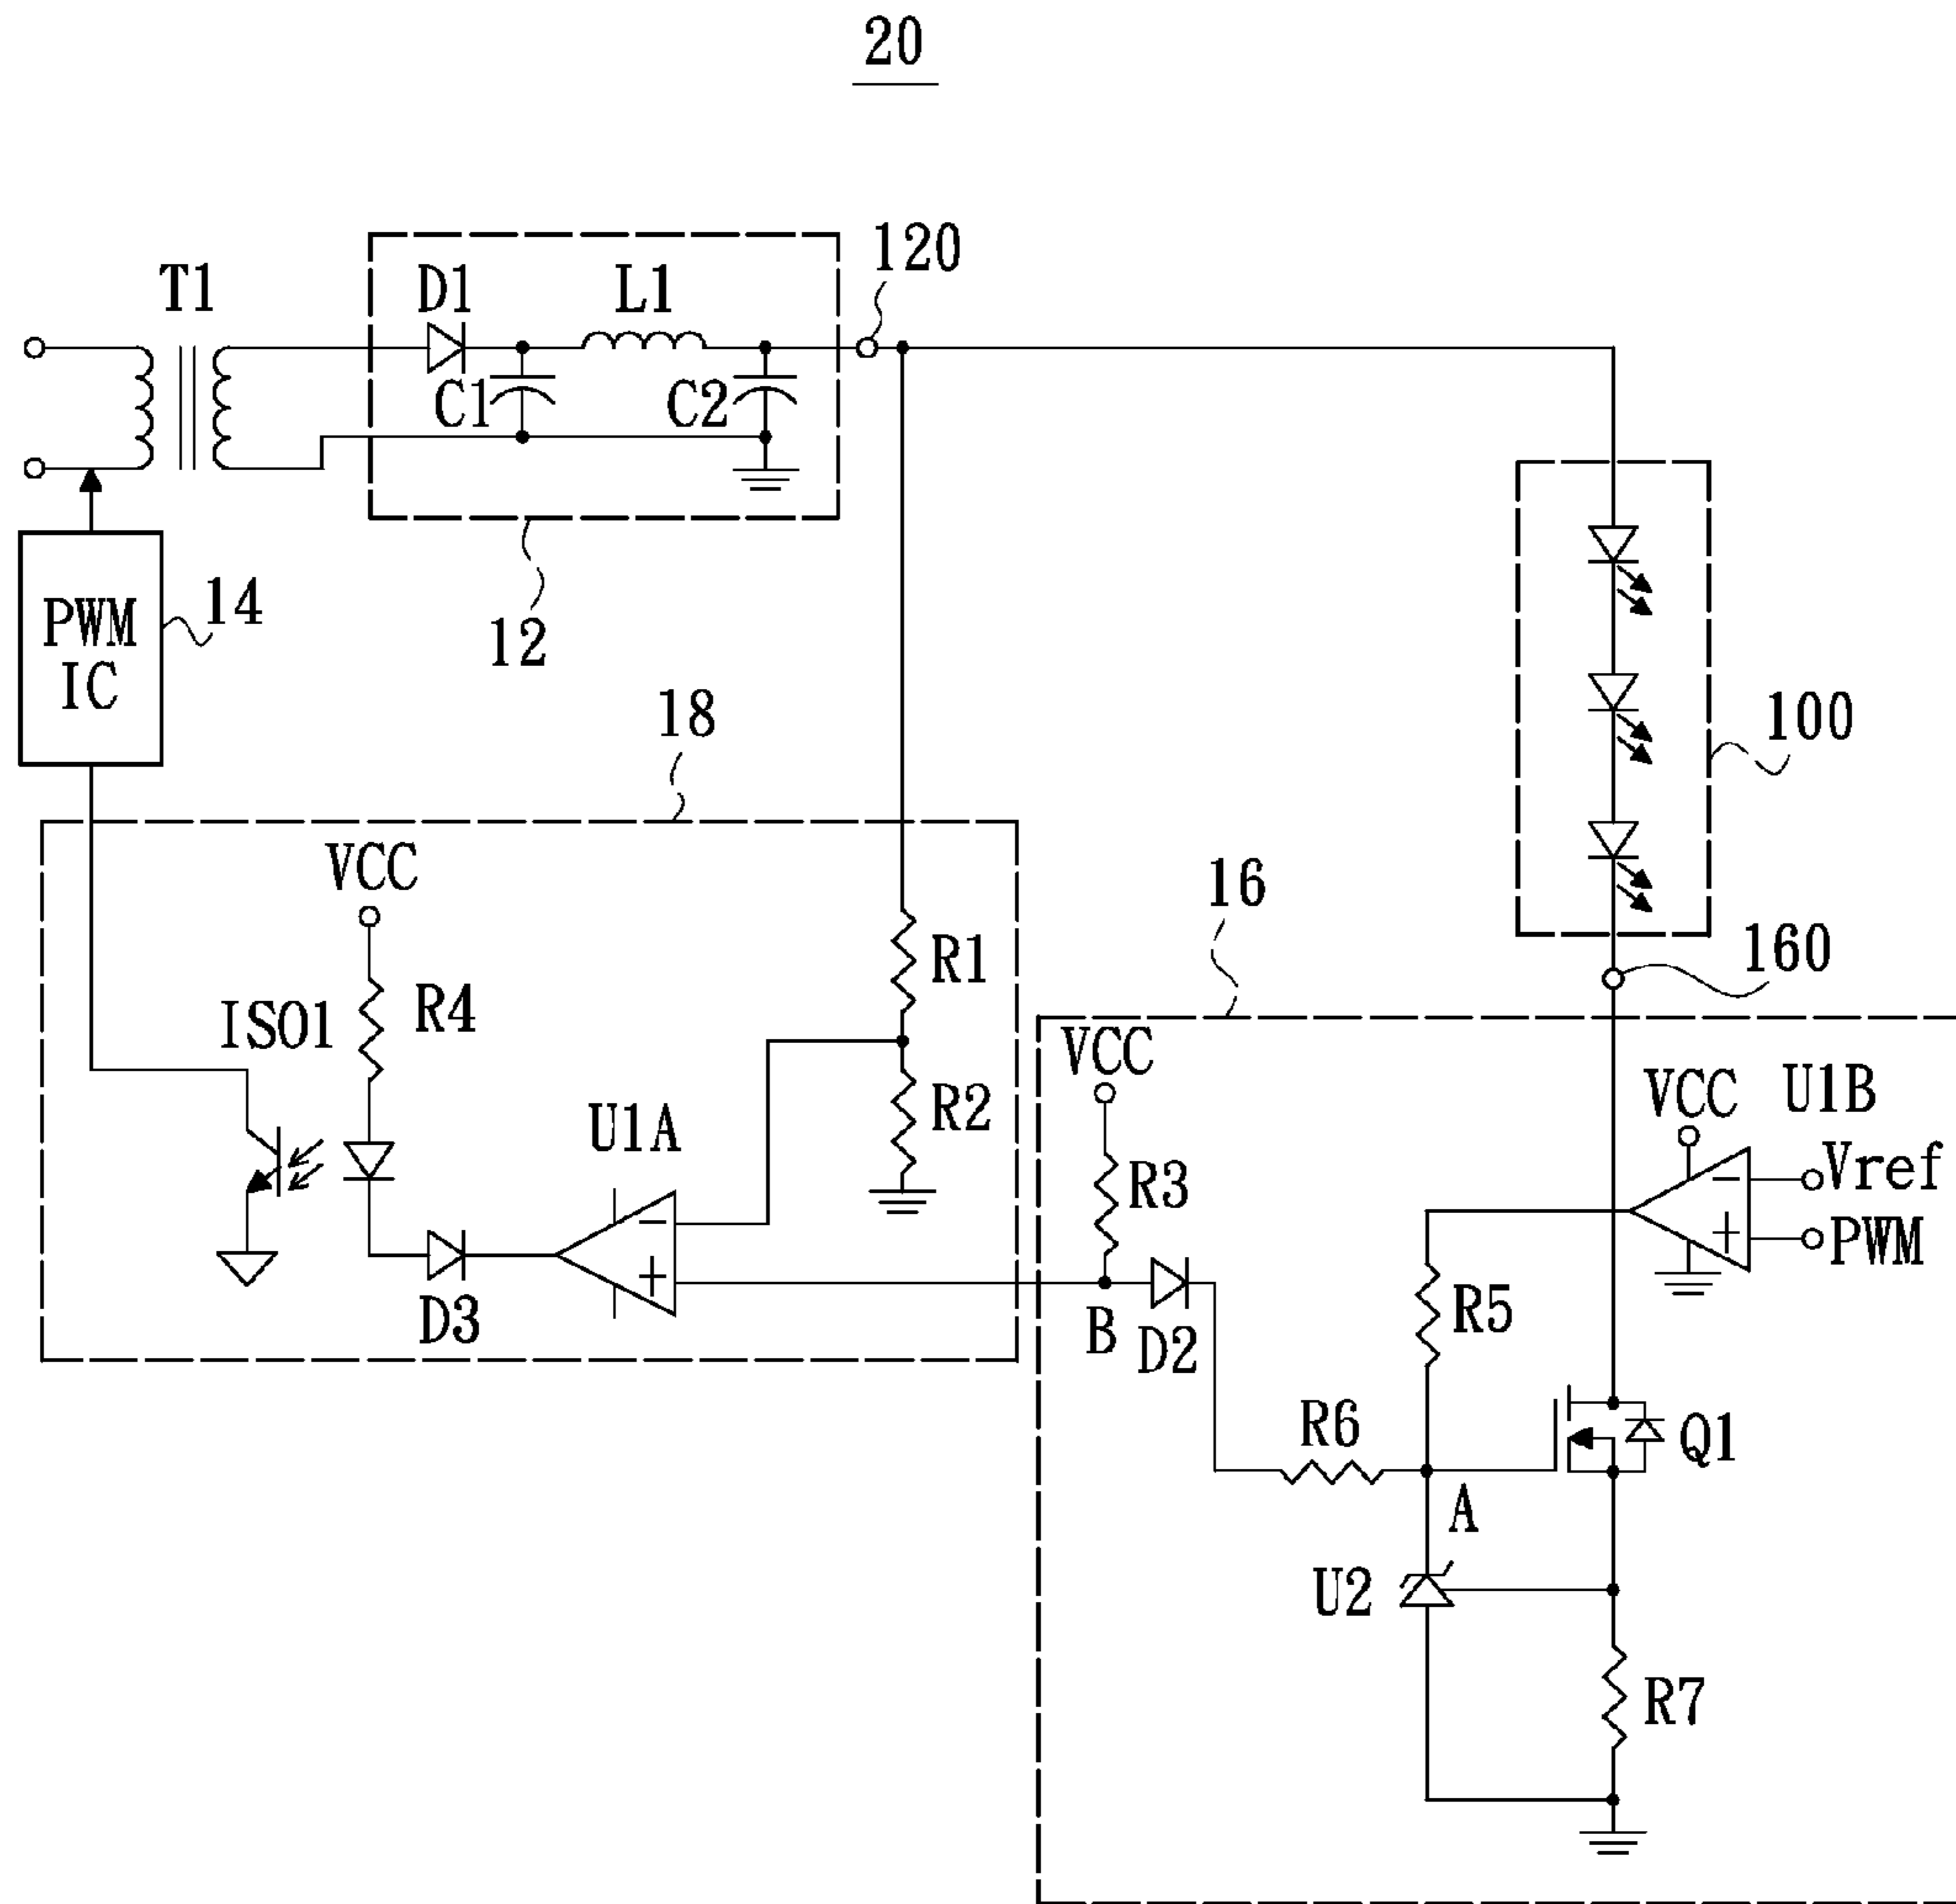 20
120
T1
D1
L1
C1
C2
PWM
IC
14
12
18
100
VCC
16
160
R1
ISO1
R4
VCC
VCC
U1B
R2
U1A
R3
Vref
PWM
D3
B
D2
R5
R6
Q1
A
U2
R7